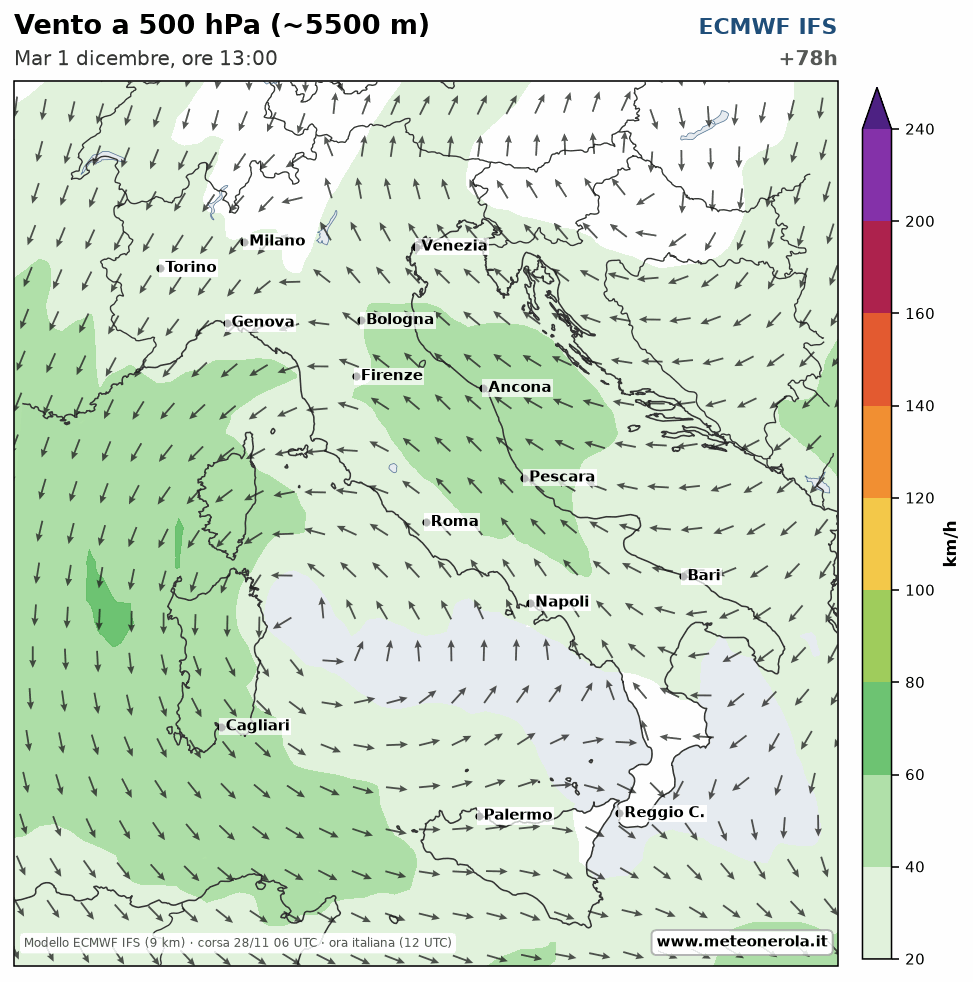 Vento a 500 hPa (~5500 m)
ECMWF IFS
Mar 1 dicembre, ore 13:00
+78h
Milano
Venezia
Torino
Bologna
Genova
Firenze
Ancona
Pescara
Roma
Bari
Napoli
Cagliari
Palermo
Reggio C.
240
200
160
140
120
100
80
60
40
20
km/h
Modello ECMWF IFS (9 km) · corsa 28/11 06 UTC · ora italiana (12 UTC)
www.meteonerola.it